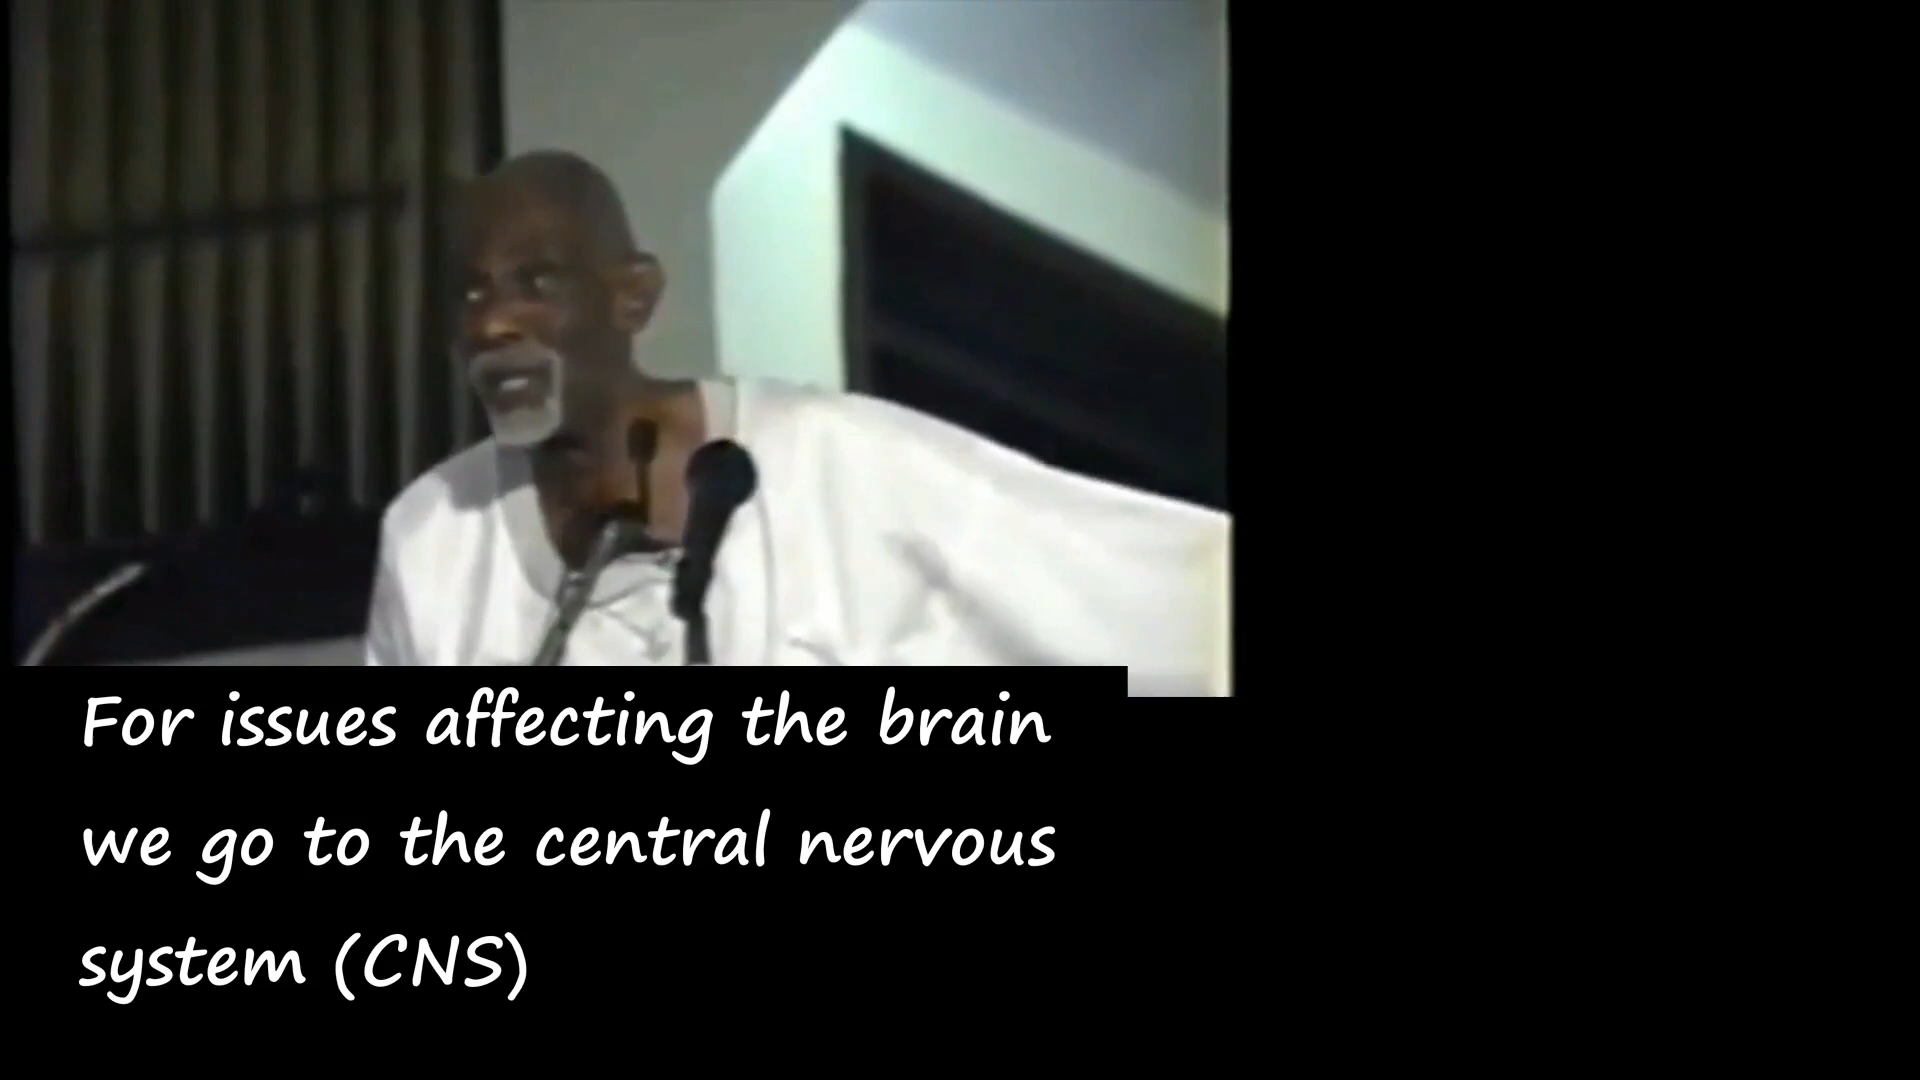 For issues affecting the brain
we go to the central nervous
system (CNS)